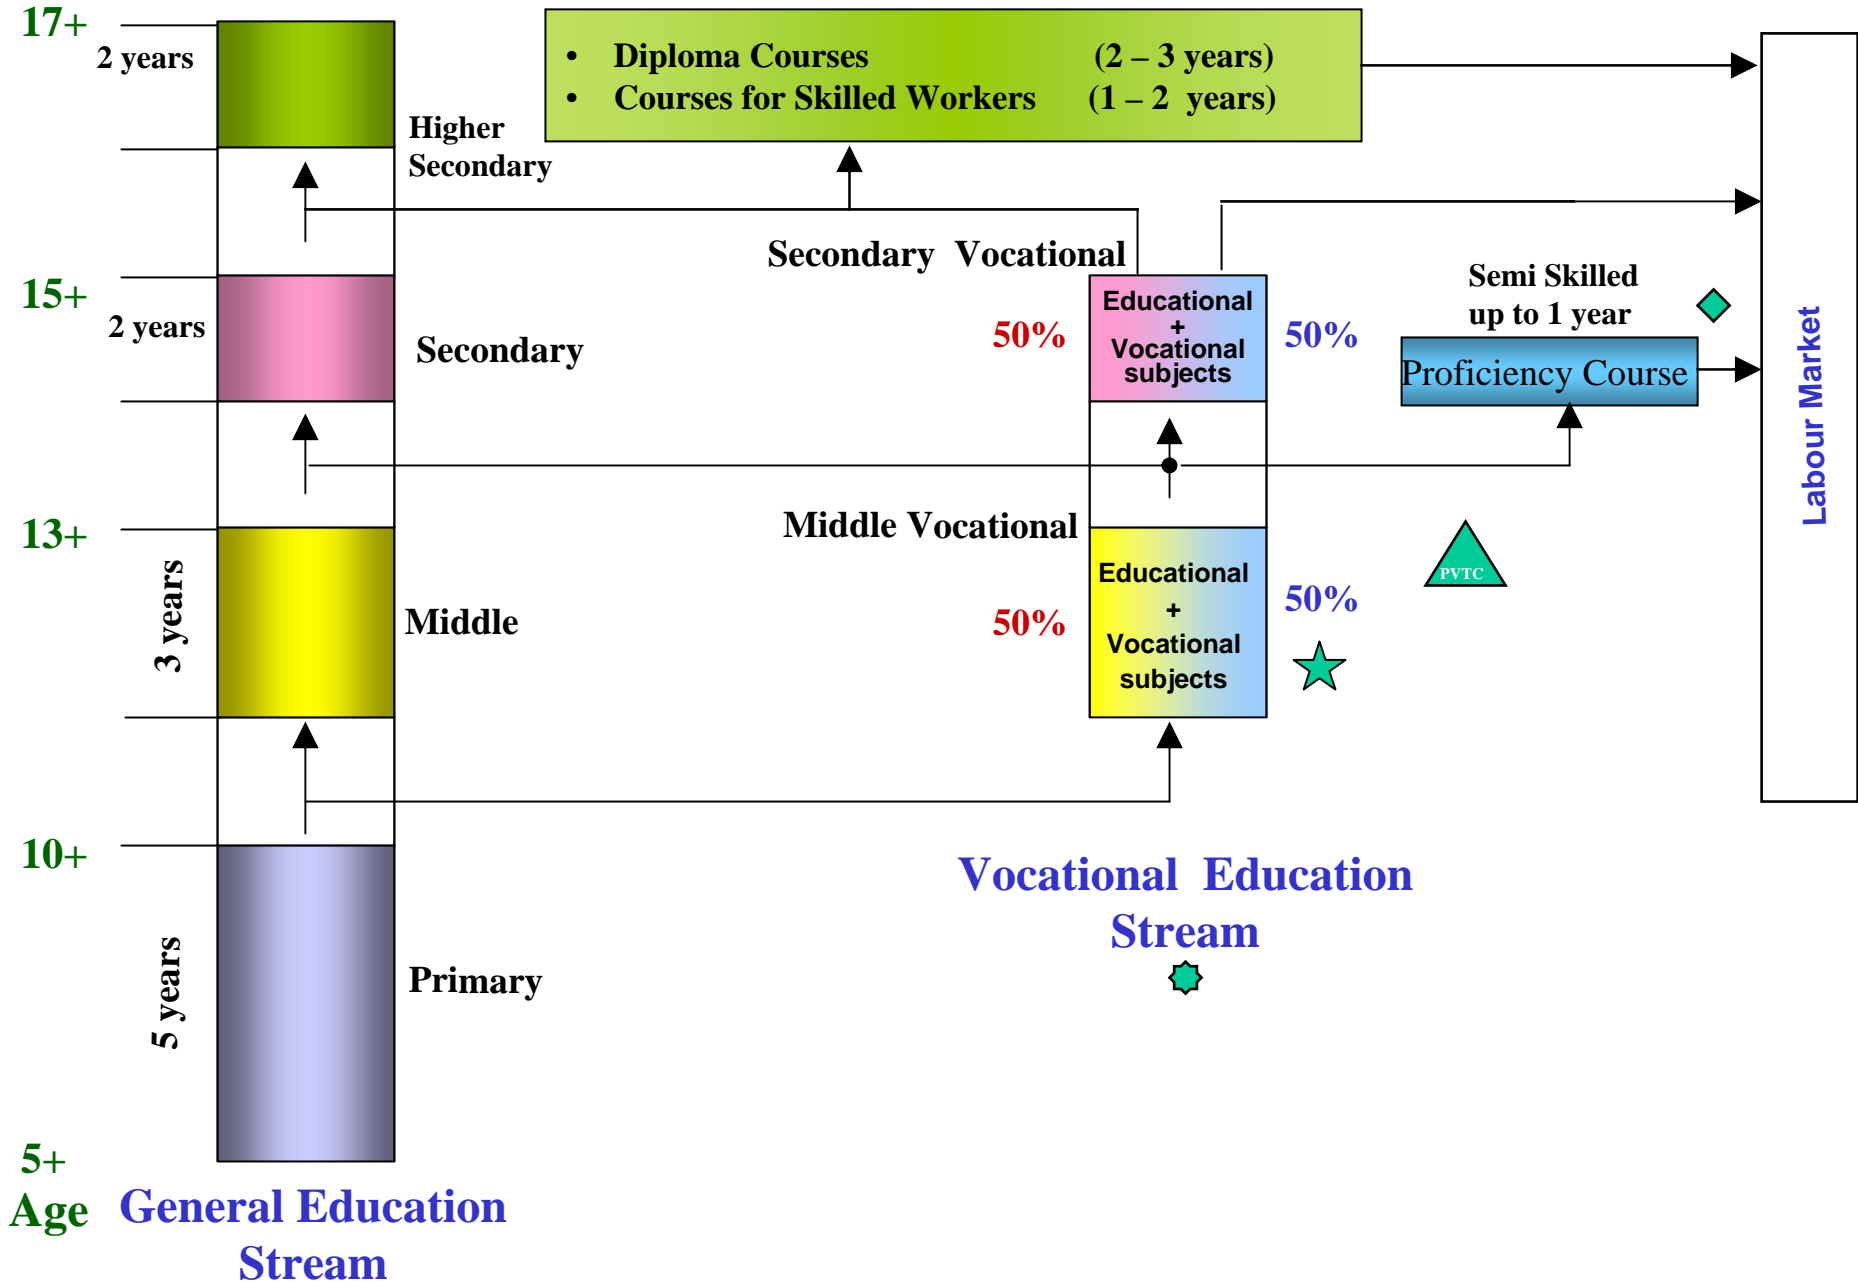 17+
2 years
• Diploma Courses (2 – 3 years)
• Courses for Skilled Workers (1 – 2 years)
Higher
Secondary
Secondary Vocational
15+
2 years
Secondary
50%
Educational
+
Vocational
subjects
50%
Semi Skilled
up to 1 year
Proficiency Course
Labour Market
13+
3 years
Middle
Middle Vocational
50%
Educational
+
Vocational
subjects
50%
PVTC
10+
Vocational Education
Stream
5 years
Primary
5+
Age
General Education
Stream